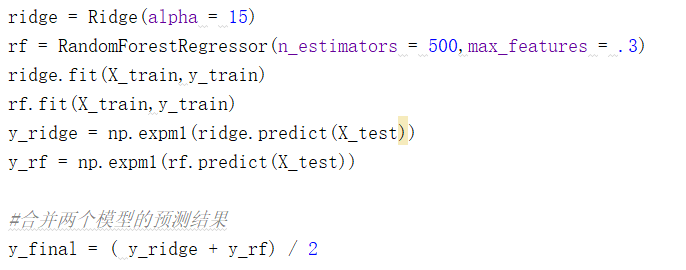 ridge = Ridge(alpha = 15)
rf = RandomForestRegressor(n_estimators = 500,max_features = .3)
ridge.fit(X_train,y_train)
rf.fit(X_train,y_train)
y_ridge = np.expm1(ridge.predict(X_test))
y_rf = np.expm1(rf.predict(X_test))
#合并两个模型的预测结果
y_final = ( y_ridge + y_rf) / 2